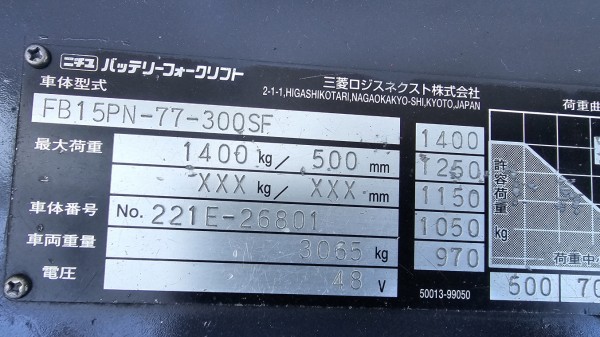 ニチユ バッテリーフォークリフト
三菱ロジスネクスト株式会社
2-1-1,HIGASHIKOTARI,NAGAOKAKYO-SHI,KYOTO,JAPAN
車体型式
FB15PN-77-300SF
最大荷重
1400 kg/ 500 mm
XXX kg/ XXX mm
車体番号 No. 221E-26801
車両重量 3065 kg
電圧 48 V
荷重曲
1400
1250
1150
1050
970
許容荷重
kg
荷重中
500
50013-99050